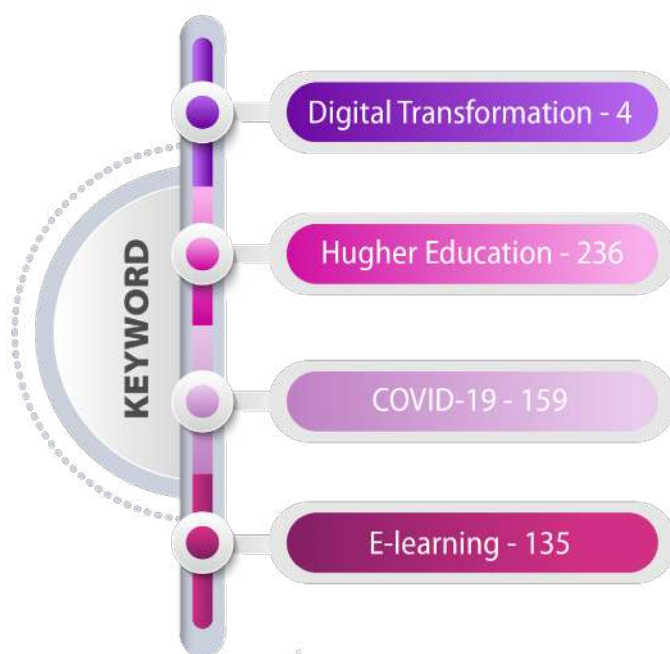 KEYWORD
Digital Transformation - 4
Hugher Education - 236
COVID-19 - 159
E-learning - 135